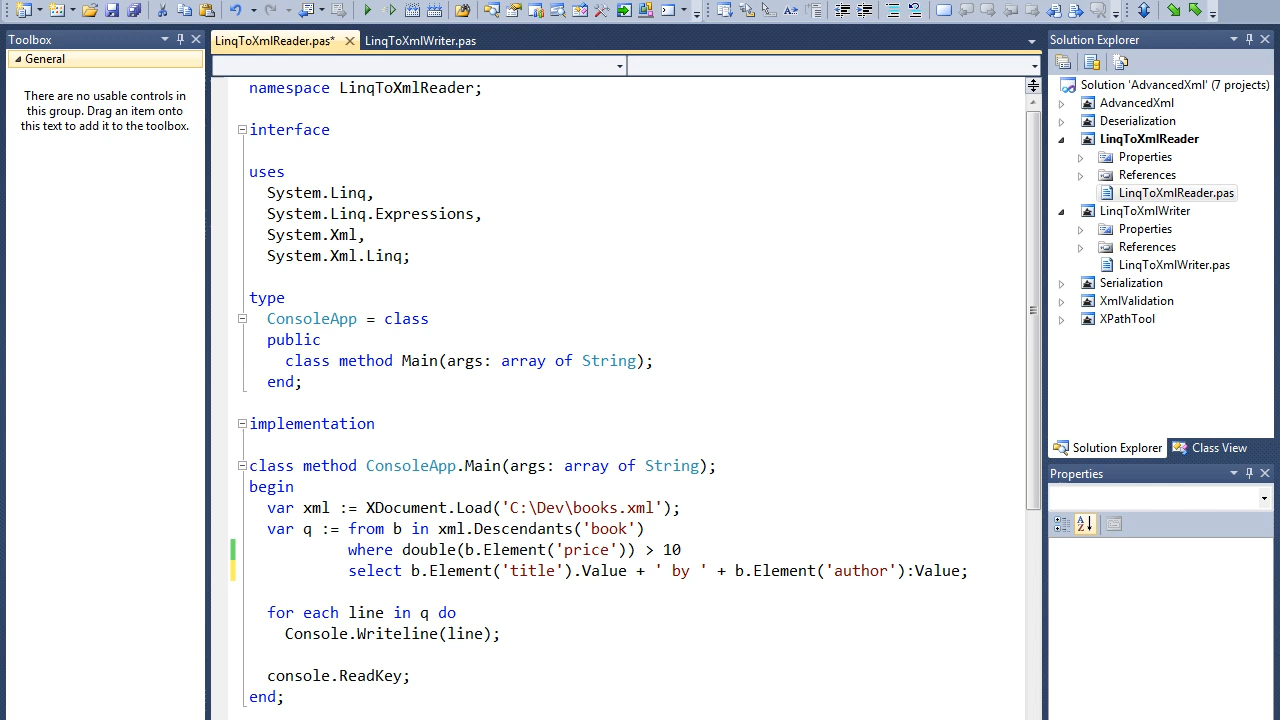 Toolbox
General
There are no usable controls in
this group. Drag an item onto
this text to add it to the toolbox.
LinqToXmlReader.pas*
LinqToXmlWriter.pas
namespace LinqToXmlReader;
interface
uses
System.Linq,
System.Linq.Expressions,
System.Xml,
System.Xml.Linq;
type
ConsoleApp = class
public
class method Main(args: array of String);
end;
implementation
class method ConsoleApp.Main(args: array of String);
begin
var xml := XDocument.Load('C:\Dev\books.xml');
var q := from b in xml.Descendants('book')
where double(b.Element('price')) > 10
select b.Element('title').Value + ' by ' + b.Element('author'):Value;
for each line in q do
Console.Writeline(line);
console.ReadKey;
end;
Solution Explorer
Solution 'AdvancedXml' (7 projects)
AdvancedXml
Deserialization
LinqToXmlReader
Properties
References
LinqToXmlReader.pas
LinqToXmlWriter
Properties
References
LinqToXmlWriter.pas
Serialization
XmlValidation
XPathTool
Solution Explorer
Class View
Properties